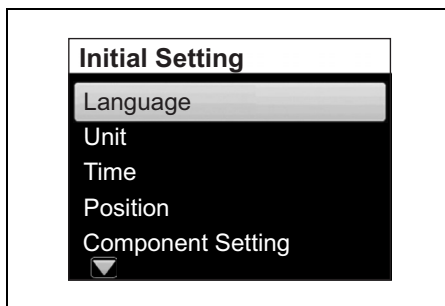 Initial Setting
Language
Unit
Time
Position
Component Setting